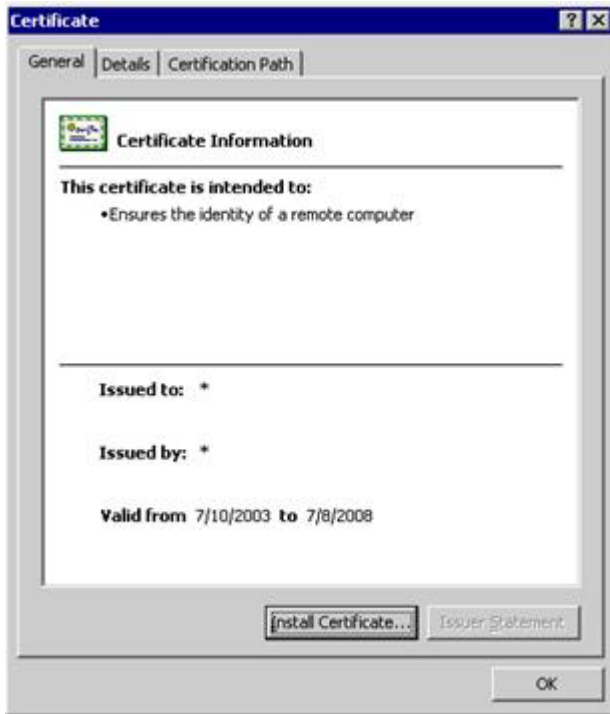 Certificate
General Details Certification Path
Certificate Information
This certificate is intended to:
•Ensures the identity of a remote computer
Issued to: *
Issued by: *
Valid from 7/10/2003 to 7/8/2008
Install Certificate... Issuer Statement
OK